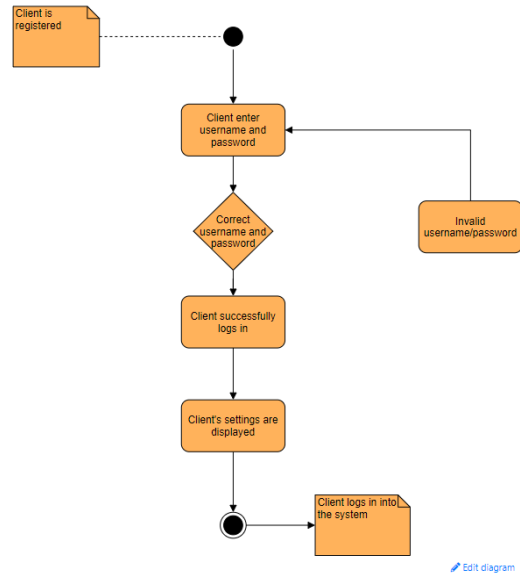 Client is
registered
Client enter
username and
password
Correct
username and
password
Invalid
username/password
Client successfully
logs in
Client's settings are
displayed
Client logs in into
the system
Edit diagram